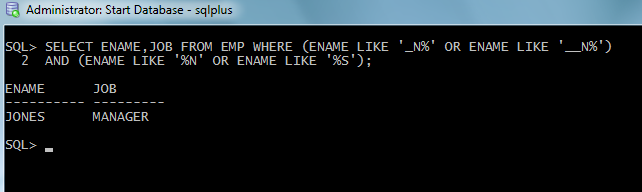 Administrator: Start Database - sqlplus
SQL> SELECT ENAME,JOB FROM EMP WHERE (ENAME LIKE '_N%' OR ENAME LIKE '__N%')
  2  AND (ENAME LIKE '%N' OR ENAME LIKE '%S');
ENAME      JOB
---------- ---------
JONES      MANAGER
SQL> _